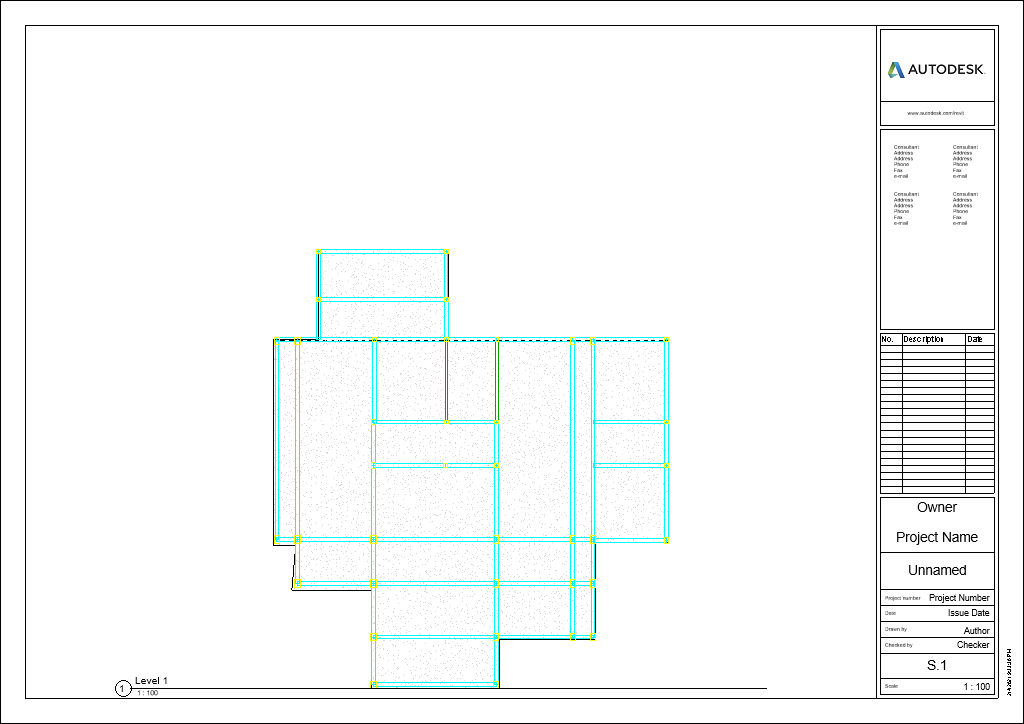 AUTODESK.
www.autodesk.com/revit
Consultant Consultant
Address Address
Address Address
Phone Phone
Fax Fax
e-mail e-mail
Consultant Consultant
Address Address
Address Address
Phone Phone
Fax Fax
e-mail e-mail
No. Description Date
Owner
Project Name
Unnamed
Project number Project Number
Date Issue Date
Drawn by Author
Checked by Checker
S.1
Scale 1 : 100
1 Level 1
1 : 100